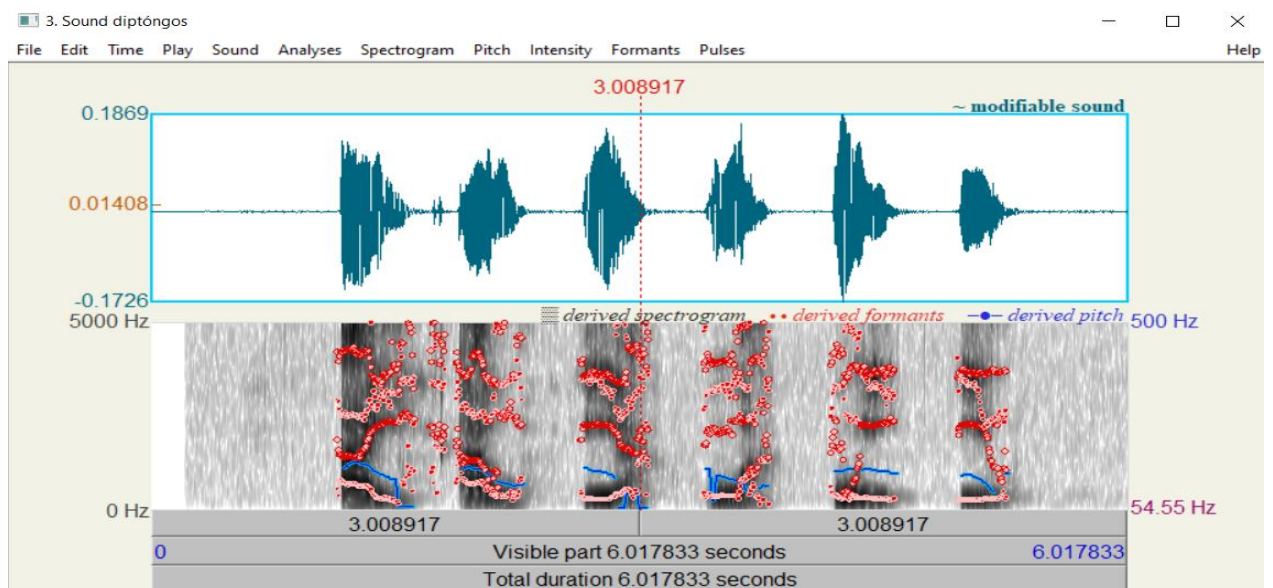 3. Sound diptóngos
File Edit Time Play Sound Analyses Spectrogram Pitch Intensity Formants Pulses Help
3.008917
0.1869
~ modifiable sound
0.01408
-0.1726
derived spectrogram derived formants derived pitch
5000 Hz
500 Hz
0 Hz
54.55 Hz
3.008917 3.008917
0 Visible part 6.017833 seconds 6.017833
Total duration 6.017833 seconds